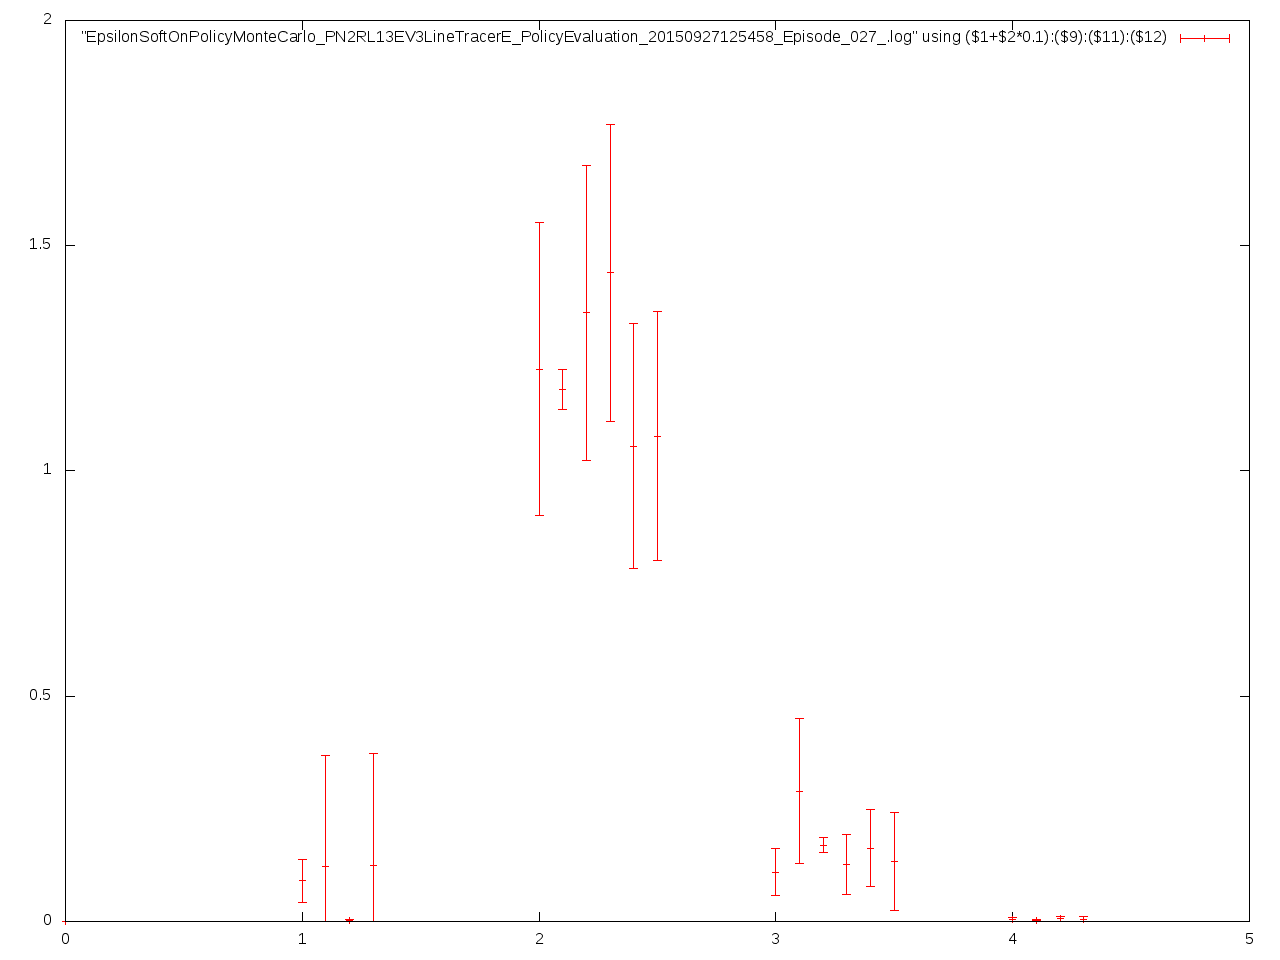 2
"EpsilonSoftOnPolicyMonteCarlo_PN2RL13EV3LineTracerE_PolicyEvaluation_20150927125458_Episode_027_.log" using ($1+$2*0.1):($9):($11):($12)
1.5
1
0.5
0
0 1 2 3 4 5